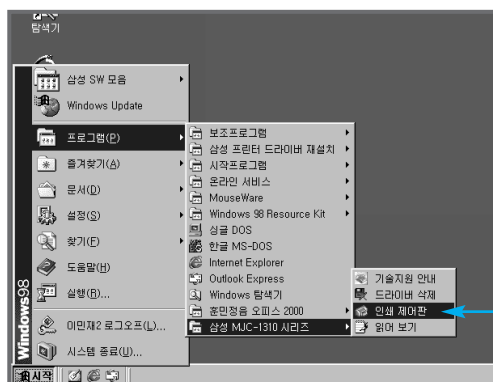 탐색기
삼성 SW 모음
Windows Update
프로그램(P)
즐겨찾기(A)
문서(D)
설정(S)
찾기(F)
도움말(H)
실행(R)...
이민재2 로그오프(L)...
시스템 종료(U)...
Windows98
보조프로그램
삼성 프린터 드라이버 재설치
시작프로그램
온라인 서비스
MouseWare
Windows 98 Resource Kit
싱글 DOS
한글 MS-DOS
Internet Explorer
Outlook Express
Windows 탐색기
훈민정음 오피스 2000
삼성 MJC-1310 시리즈
기술지원 안내
드라이버 삭제
인쇄 제어판
읽어 보기
시작